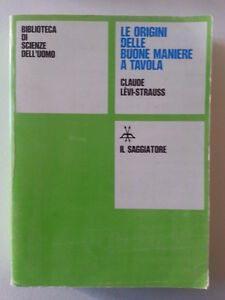 BIBLIOTECA
DI
SCIENZE
DELL'UOMO
LE ORIGINI
DELLE
BUONE MANIERE
A TAVOLA
CLAUDE
LÉVI-STRAUSS
IL SAGGIATORE